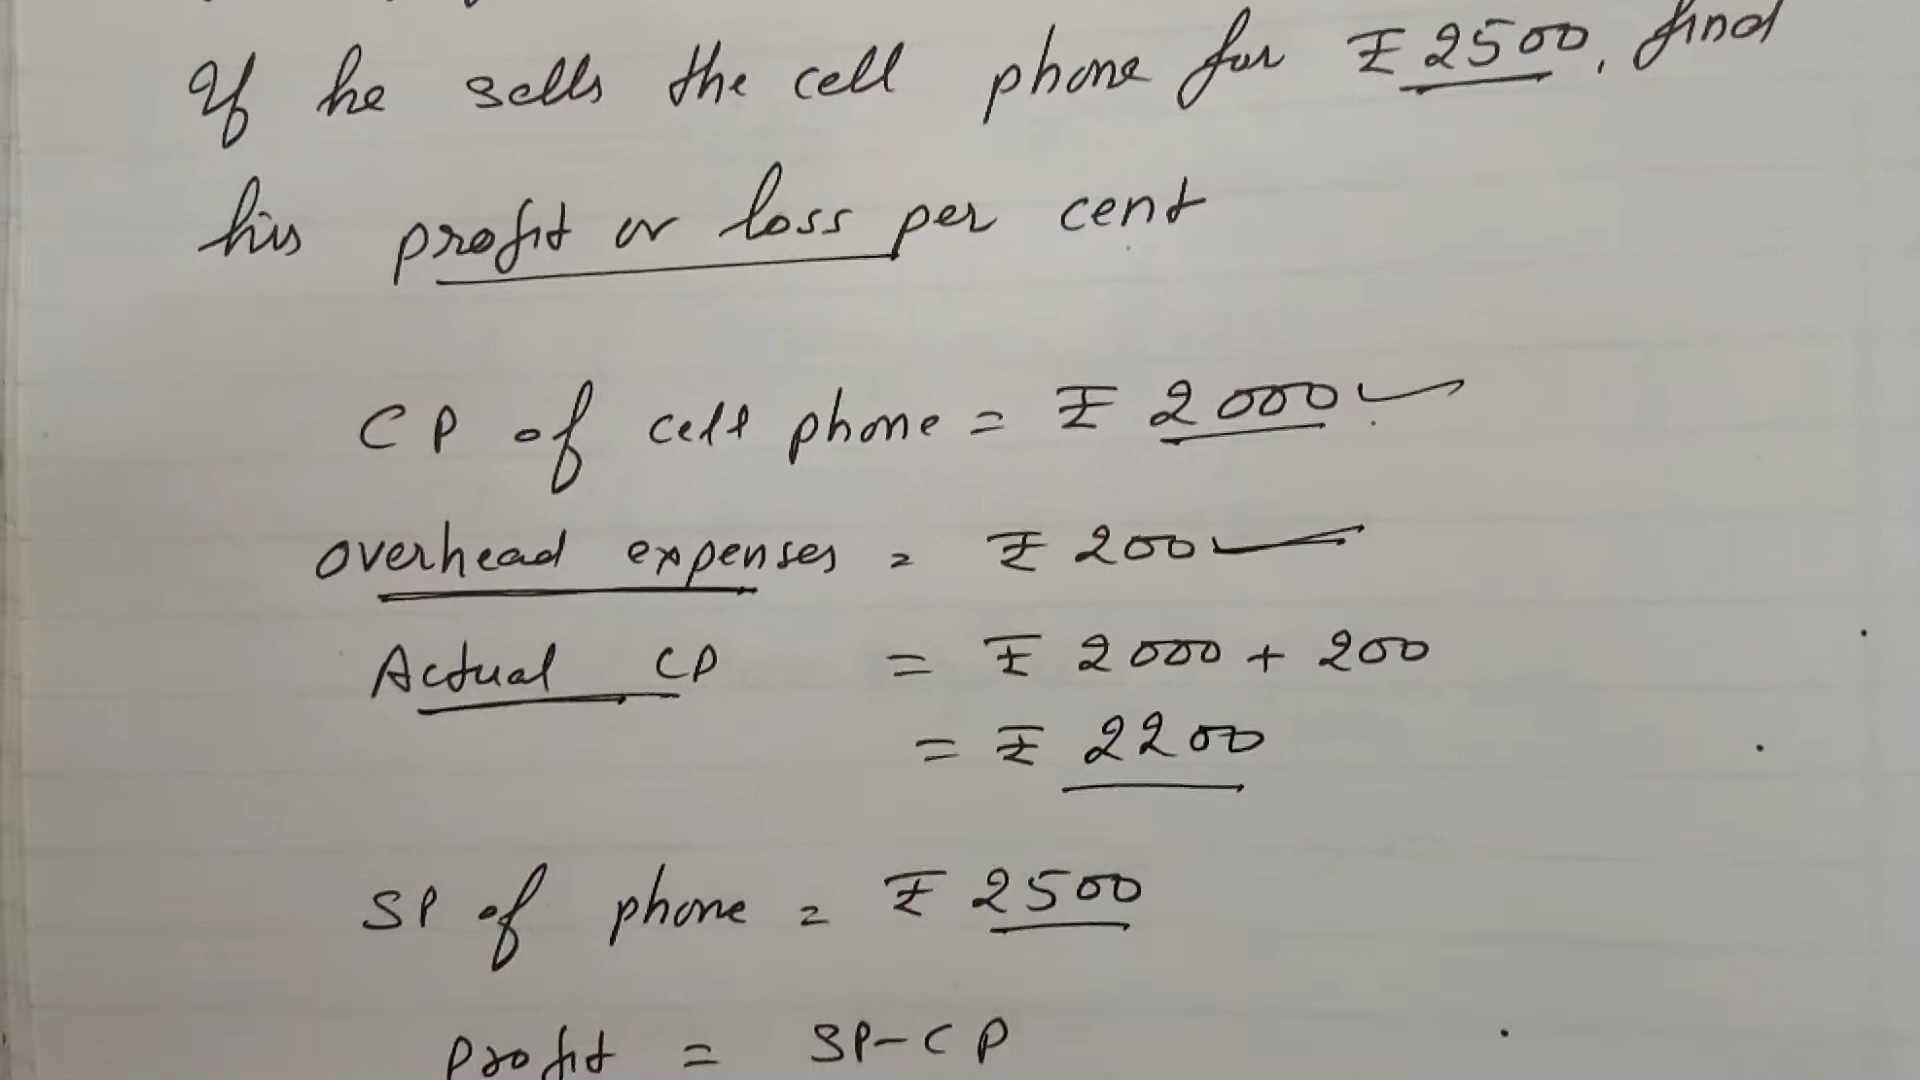 If he sells the cell phone for ₹ 2500, find
his profit or loss per cent
CP of cell phone = ₹ 2000
overhead expenses = ₹ 200
Actual CP = ₹ 2000 + 200
= ₹ 2200
SP of phone = ₹ 2500
Profit = SP-CP